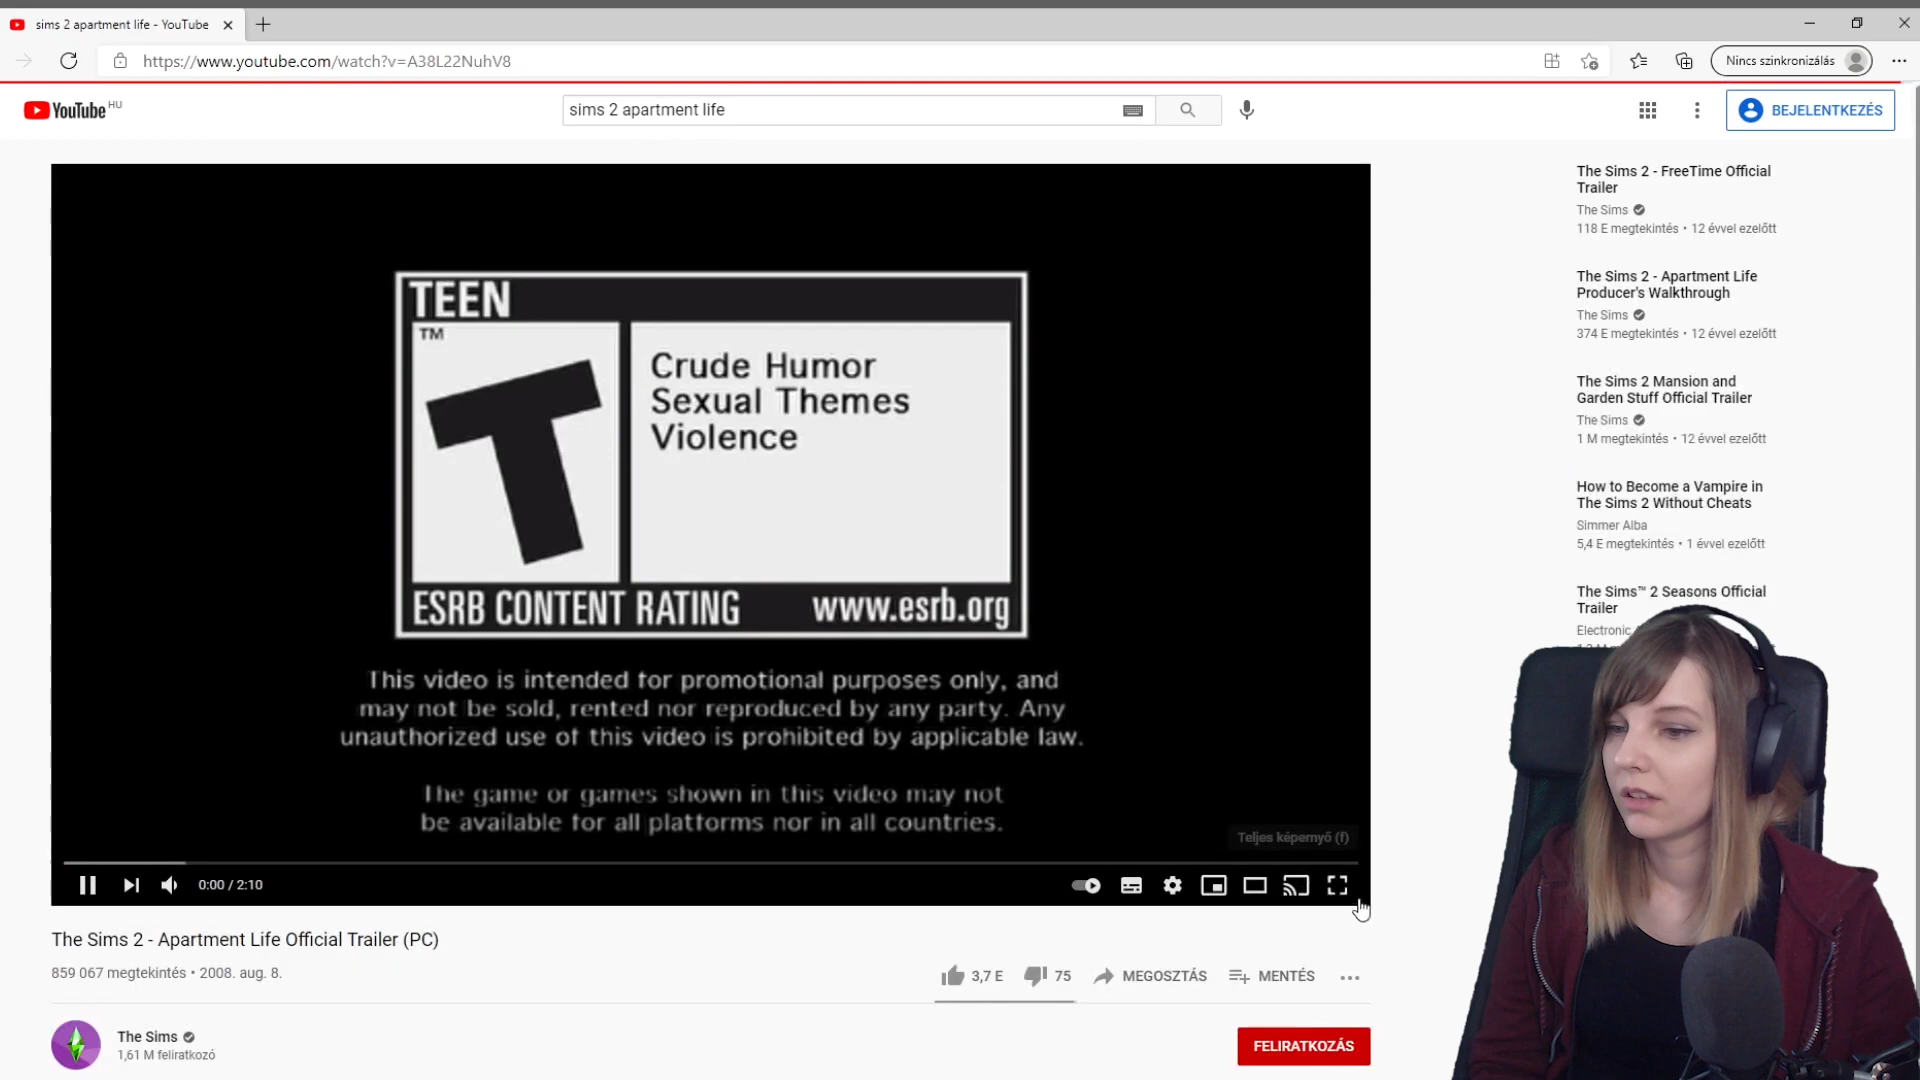 sims 2 apartment life - YouTube
https://www.youtube.com/watch?v=A38L22NuhV8
Nincs szinkronizálás
YouTube HU
sims 2 apartment life
BEJELENTKEZÉS
TEEN
TM
T
Crude Humor
Sexual Themes
Violence
ESRB CONTENT RATING www.esrb.org
This video is intended for promotional purposes only, and
may not be sold, rented nor reproduced by any party. Any
unauthorized use of this video is prohibited by applicable law.
The game or games shown in this video may not
be available for all platforms nor in all countries.
Teljes képernyő (f)
0:00 / 2:10
The Sims 2 - Apartment Life Official Trailer (PC)
859 067 megtekintés • 2008. aug. 8.
3,7 E
75
MEGOSZTÁS
MENTÉS
The Sims
1,61 M feliratkozó
FELIRATKOZÁS
The Sims 2 - FreeTime Official
Trailer
The Sims
118 E megtekintés • 12 évvel ezelőtt
The Sims 2 - Apartment Life
Producer's Walkthrough
The Sims
374 E megtekintés • 12 évvel ezelőtt
The Sims 2 Mansion and
Garden Stuff Official Trailer
The Sims
1 M megtekintés • 12 évvel ezelőtt
How to Become a Vampire in
The Sims 2 Without Cheats
Simmer Alba
5,4 E megtekintés • 1 évvel ezelőtt
The Sims™ 2 Seasons Official
Trailer
Electronic